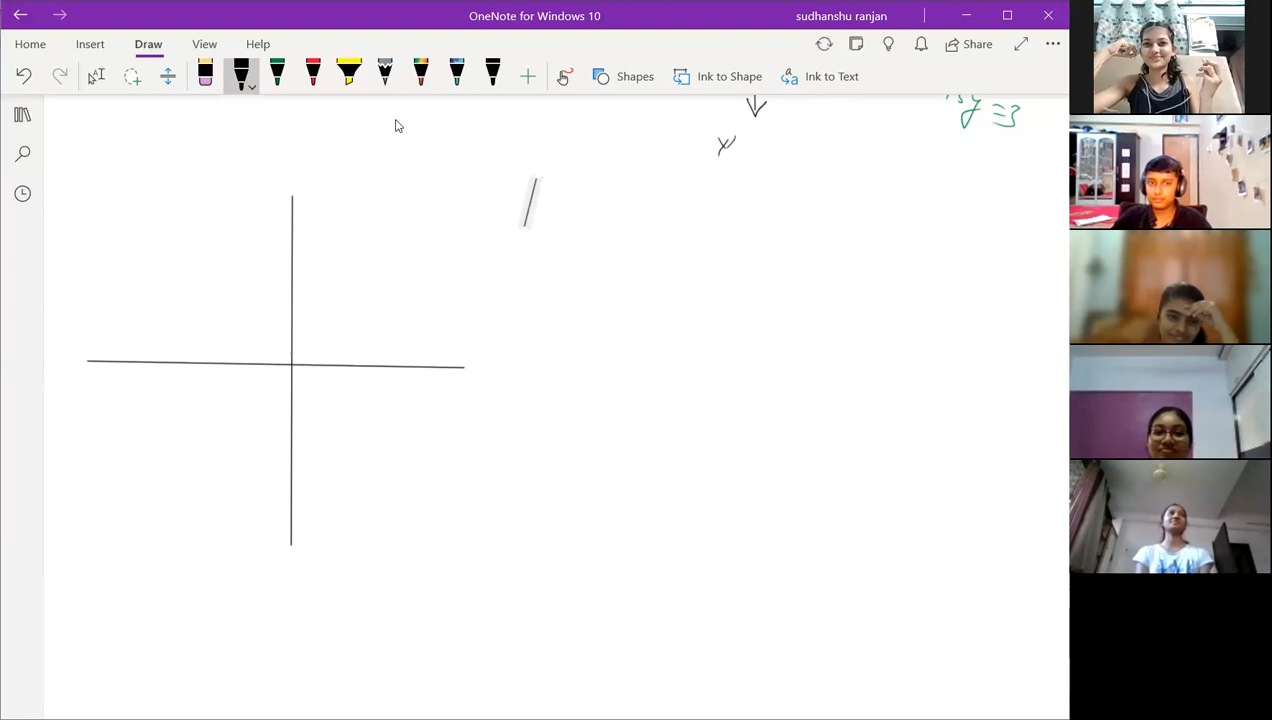 OneNote for Windows 10
sudhanshu ranjan
Home Insert Draw View Help
Share
Shapes
Ink to Shape
Ink to Text
x'